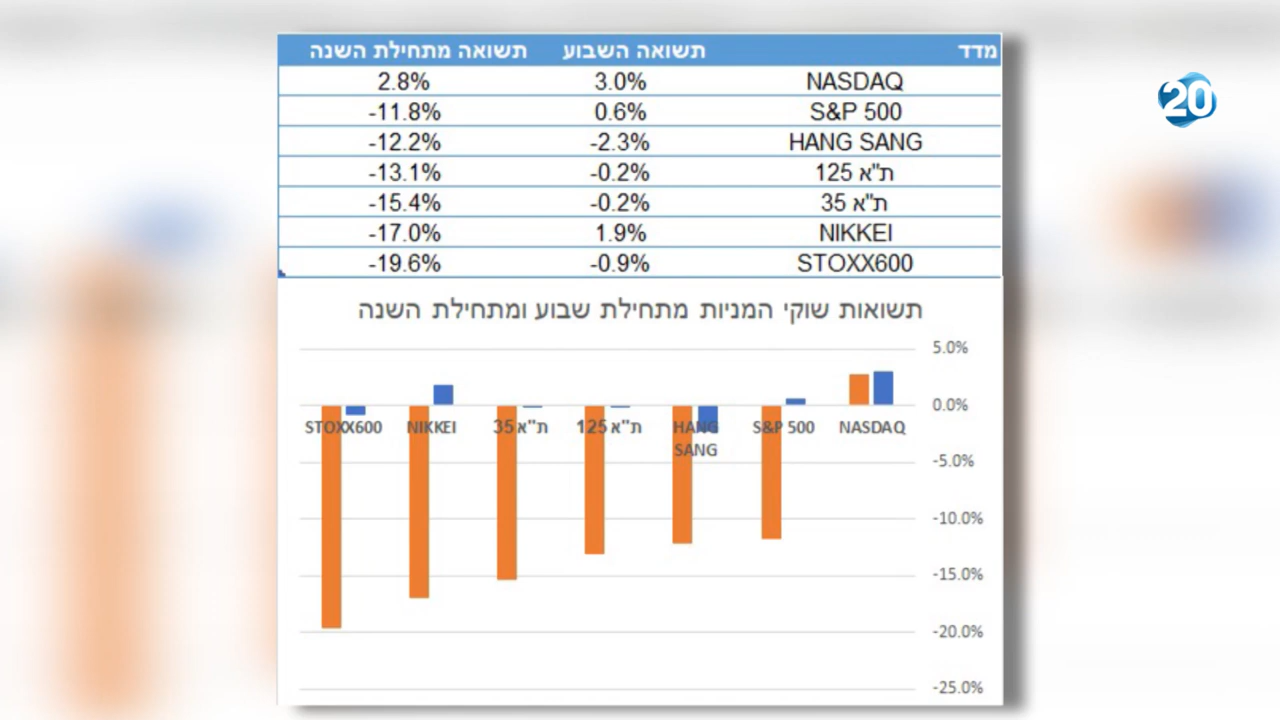 מדד תשואה השבוע תשואה מתחילת השנה
NASDAQ 3.0% 2.8%
S&P 500 0.6% -11.8%
HANG SANG -2.3% -12.2%
ת"א 125 -0.2% -13.1%
ת"א 35 -0.2% -15.4%
NIKKEI 1.9% -17.0%
STOXX600 -0.9% -19.6%
20
תשואות שוקי המניות מתחילת שבוע ומתחילת השנה
5.0%
0.0%
NASDAQ
S&P 500
HANG
SANG
ת"א 125
ת"א 35
NIKKEI
STOXX600
-5.0%
-10.0%
-15.0%
-20.0%
-25.0%